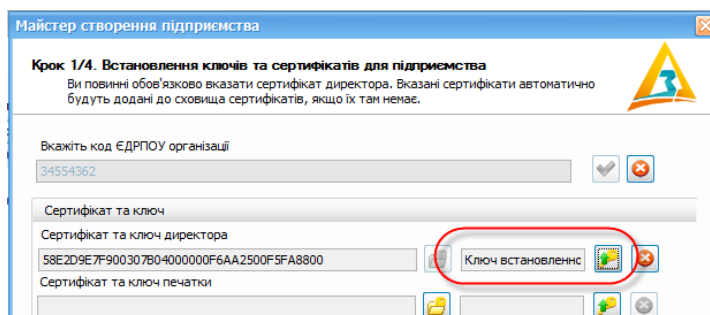 Майстер створення підприємства
Крок 1/4. Встановлення ключів та сертифікатів для підприємства
Ви повинні обов'язково вказати сертифікат директора. Вказані сертифікати автоматично
будуть додані до сховища сертифікатів, якщо їх там немає.
Вкажіть код ЄДРПОУ організації
34554362
Сертифікат та ключ
Сертифікат та ключ директора
58E2D9E7F900307B04000000F6AA2500F5FA8800 Ключ встановленнс
Сертифікат та ключ печатки